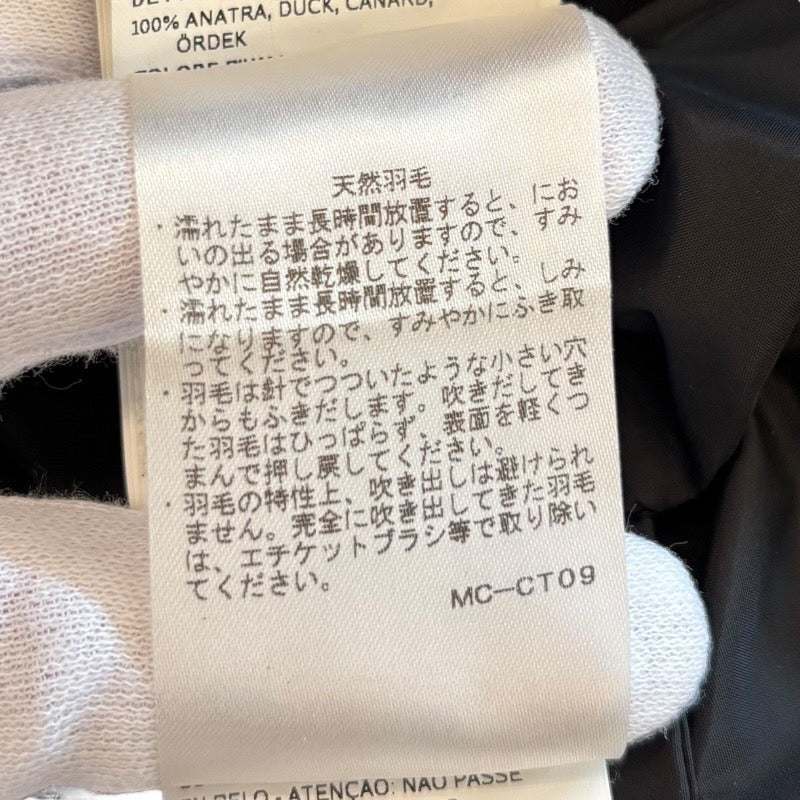 100% ANATRA, DUCK, CANARD,
ÖRDEK
天然羽毛
・濡れたまま長時間放置すると、にお
いの出る場合がありますので、すみ
やかに自然乾燥してください。
・濡れたまま長時間放置すると、しみ
になりますので、すみやかにふき取
ってください。
・羽毛は針でつついたような小さい穴
からもふきだします。吹きだしてき
た羽毛はひっぱらず、表面を軽くつ
まんで押し戻してください。
・羽毛の特性上、吹き出しは避けられ
ません。完全に吹き出してきた羽毛
は、エチケットブラシ等で取り除い
てください。
MC-CT09
PELO - ATENÇÃO: NÃO PASSE